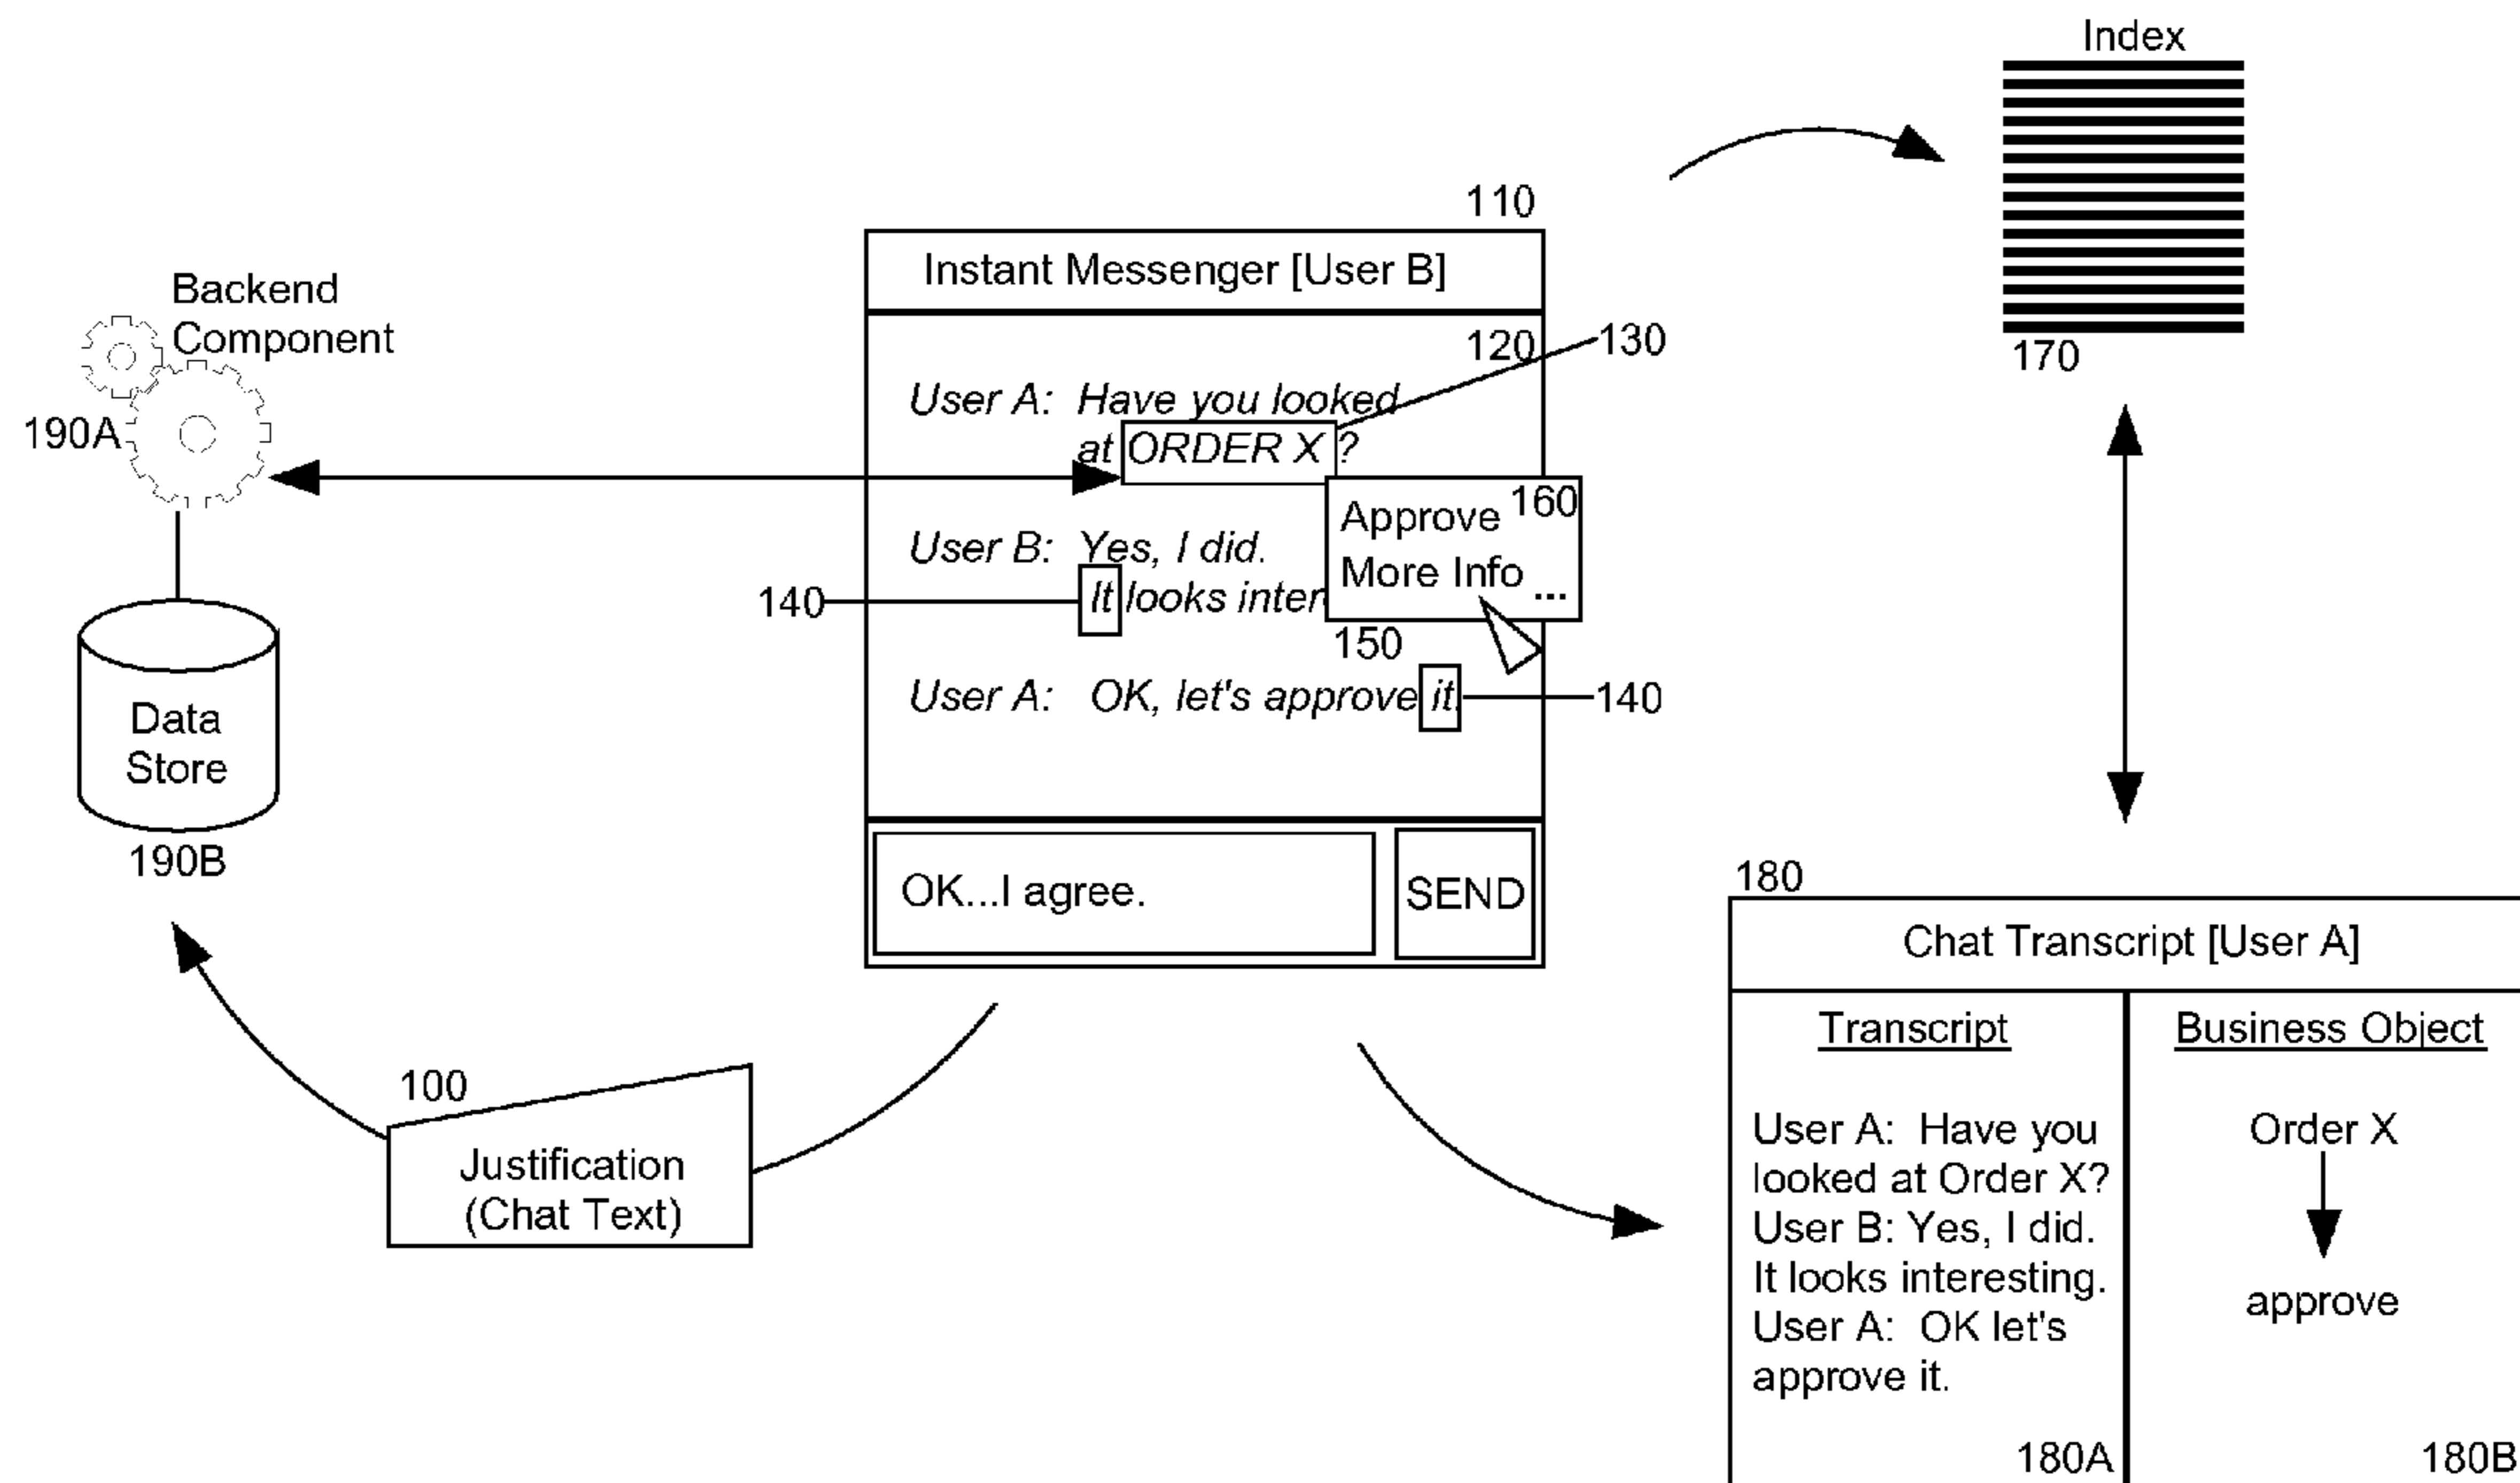 Index
170
110
Instant Messenger [User B]
120
130
User A: Have you looked
at ORDER X ?
160
Approve
More Info
...
User B: Yes, I did.
It looks inter
140
150
User A: OK, let's approve it.
140
OK...I agree.
SEND
Backend
Component
190A
Data
Store
190B
100
Justification
(Chat Text)
180
Chat Transcript [User A]
Transcript
User A: Have you
looked at Order X?
User B: Yes, I did.
It looks interesting.
User A: OK let's
approve it.
180A
Business Object
Order X
approve
180B